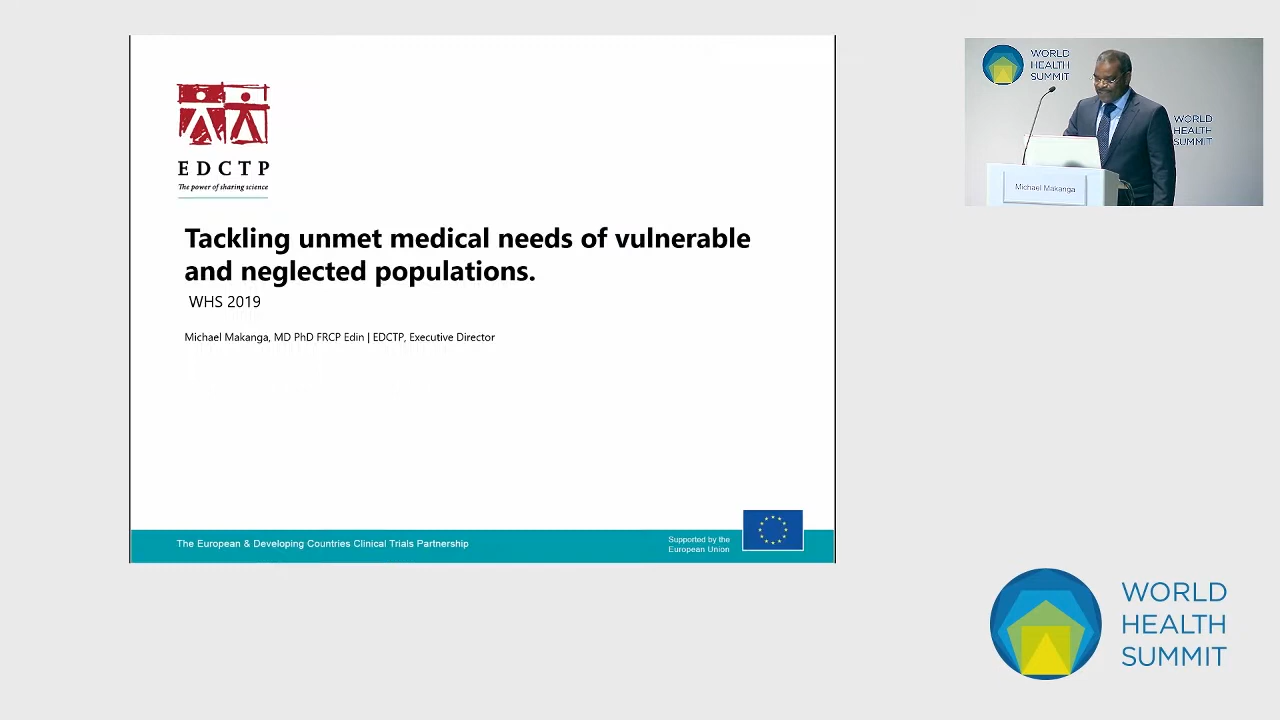 EDCTP
The power of sharing science
Tackling unmet medical needs of vulnerable
and neglected populations.
WHS 2019
Michael Makanga, MD PhD FRCP Edin | EDCTP, Executive Director
The European & Developing Countries Clinical Trials Partnership
Supported by the
European Union
WORLD
HEALTH
SUMMIT
WORLD
HEALTH
SUMMIT
Michael Makanga
WORLD
HEALTH
SUMMIT